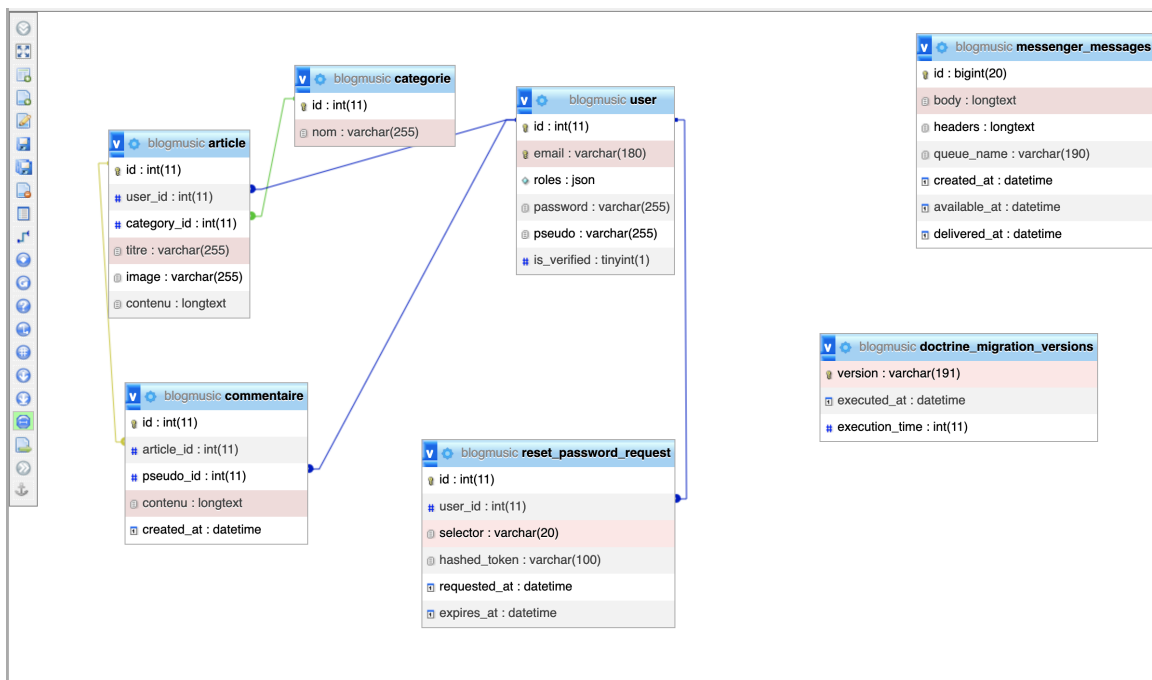 blogmusic categorie
id : int(11)
nom : varchar(255)
blogmusic article
id : int(11)
user_id : int(11)
category_id : int(11)
titre : varchar(255)
image : varchar(255)
contenu : longtext
blogmusic user
id : int(11)
email : varchar(180)
roles : json
password : varchar(255)
pseudo : varchar(255)
is_verified : tinyint(1)
blogmusic messenger_messages
id : bigint(20)
body : longtext
headers : longtext
queue_name : varchar(190)
created_at : datetime
available_at : datetime
delivered_at : datetime
blogmusic commentaire
id : int(11)
article_id : int(11)
pseudo_id : int(11)
contenu : longtext
created_at : datetime
blogmusic reset_password_request
id : int(11)
user_id : int(11)
selector : varchar(20)
hashed_token : varchar(100)
requested_at : datetime
expires_at : datetime
blogmusic doctrine_migration_versions
version : varchar(191)
executed_at : datetime
execution_time : int(11)